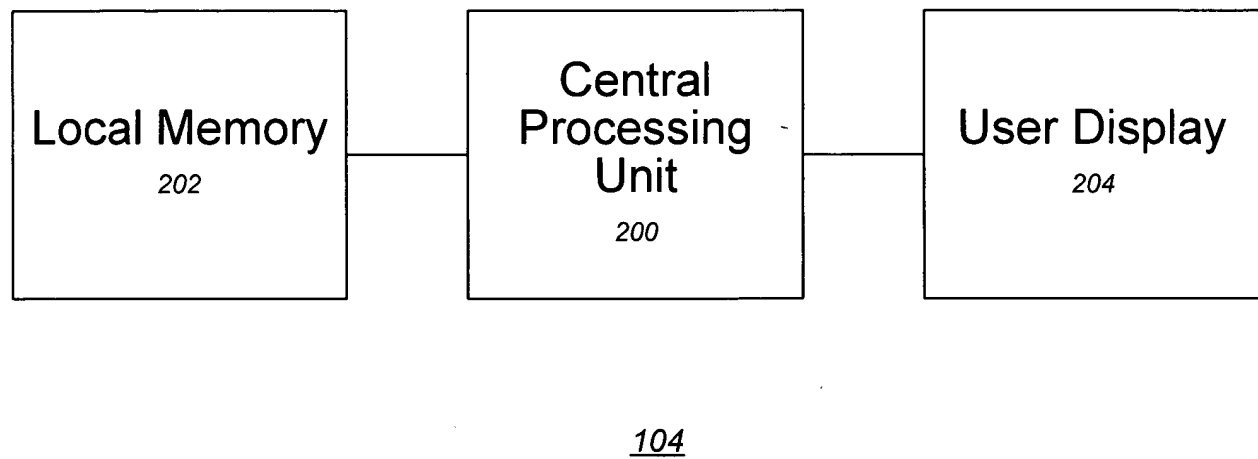 Local Memory
202
Central
Processing
Unit
200
User Display
204
104